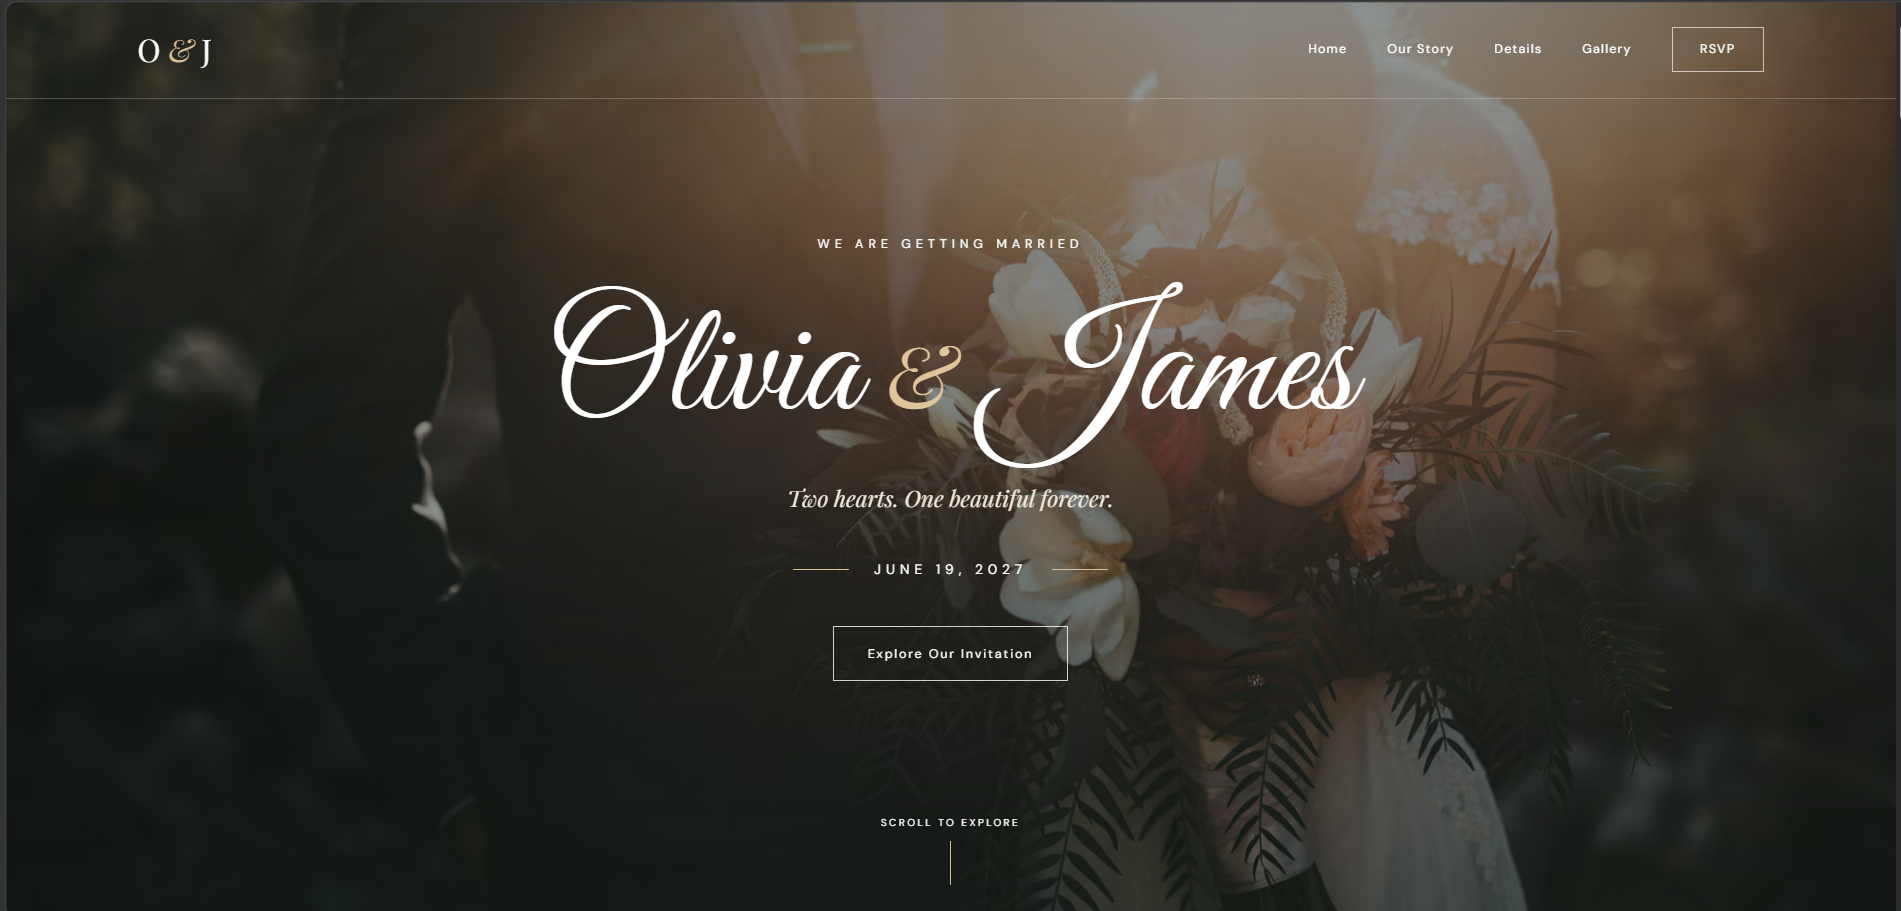 O & J
Home
Our Story
Details
Gallery
RSVP
WE ARE GETTING MARRIED
Olivia & James
Two hearts. One beautiful forever.
JUNE 19, 2027
Explore Our Invitation
SCROLL TO EXPLORE